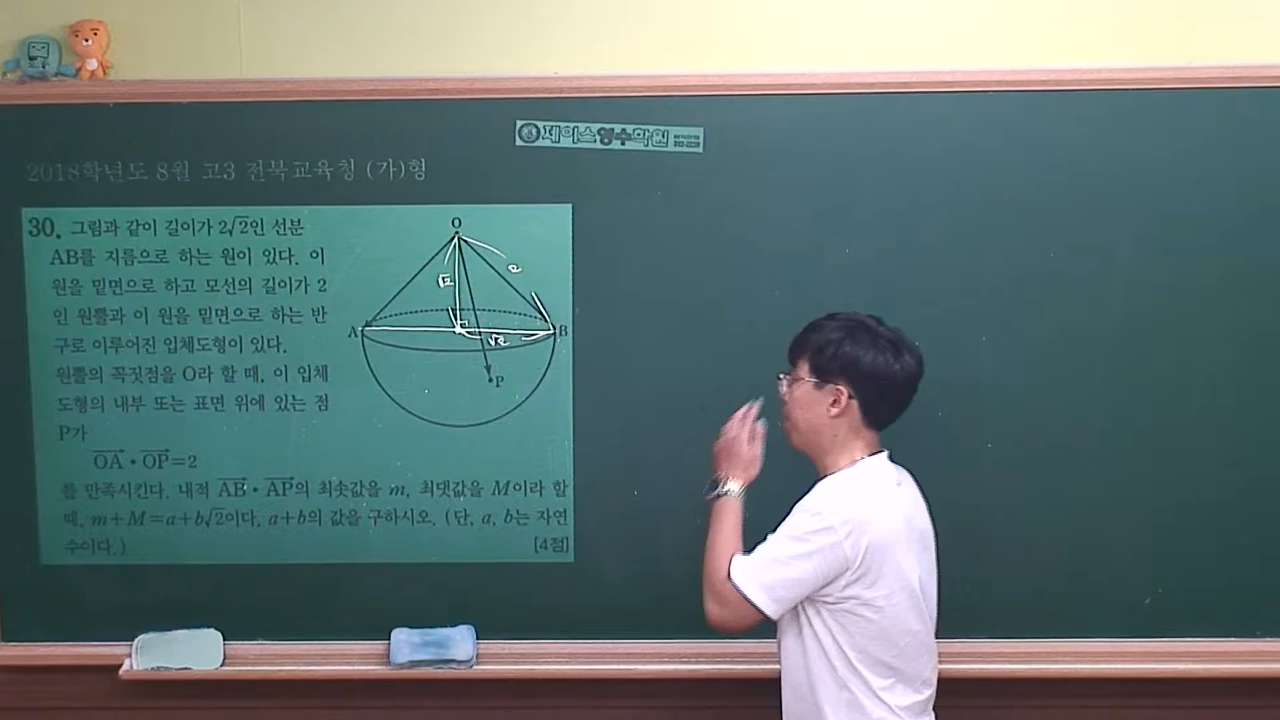 제이스영수학원
2018학년도 8월 고3 전북교육청 (가)형
30. 그림과 같이 길이가 2√2인 선분
AB를 지름으로 하는 원이 있다. 이
원을 밑면으로 하고 모선의 길이가 2
인 원뿔과 이 원을 밑면으로 하는 반
구로 이루어진 입체도형이 있다.
원뿔의 꼭짓점을 O라 할 때, 이 입체
도형의 내부 또는 표면 위에 있는 점
P가
O
√2
2
A
B
√2
P
OA⃗ · OP⃗=2
를 만족시킨다. 내적 AB⃗ · AP⃗의 최솟값을 m, 최댓값을 M이라 할
때, m+M=a+b√2이다. a+b의 값을 구하시오. (단, a, b는 자연
수이다.) [4점]